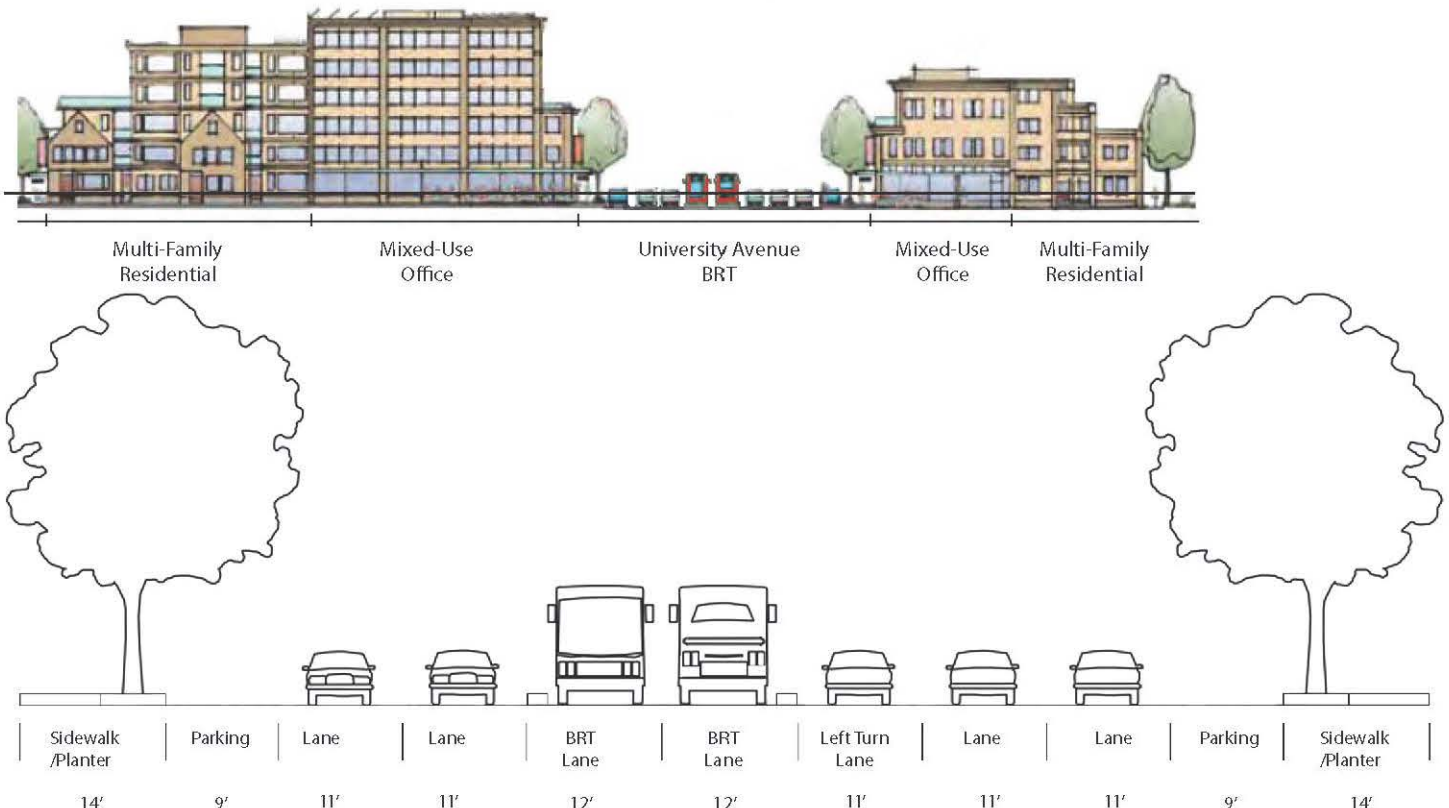 Multi-Family
Residential
Mixed-Use
Office
University Avenue
BRT
Mixed-Use
Office
Multi-Family
Residential
Sidewalk
/Planter
Parking
Lane
Lane
BRT
Lane
BRT
Lane
Left Turn
Lane
Lane
Lane
Parking
Sidewalk
/Planter
14' 9' 11' 11' 12' 12' 11' 11' 11' 9' 14'